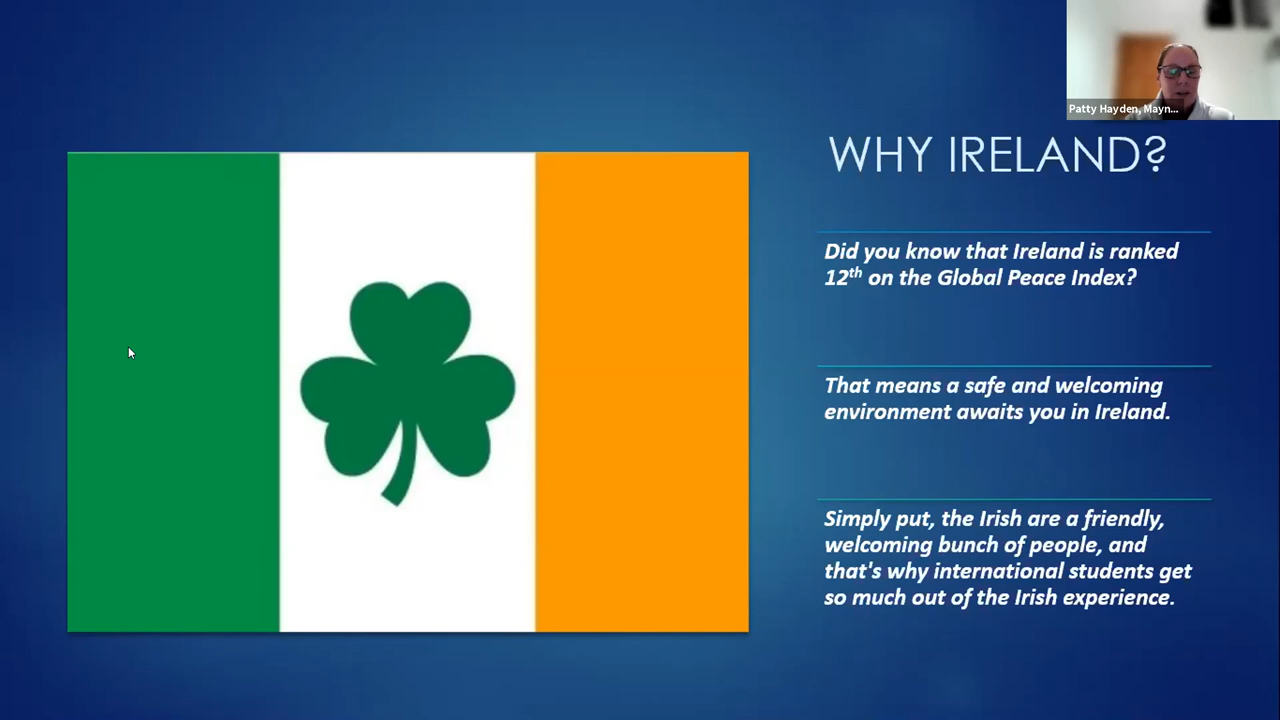 Patty Hayden, Mayn...
WHY IRELAND?
Did you know that Ireland is ranked
12th on the Global Peace Index?
That means a safe and welcoming
environment awaits you in Ireland.
Simply put, the Irish are a friendly,
welcoming bunch of people, and
that's why international students get
so much out of the Irish experience.